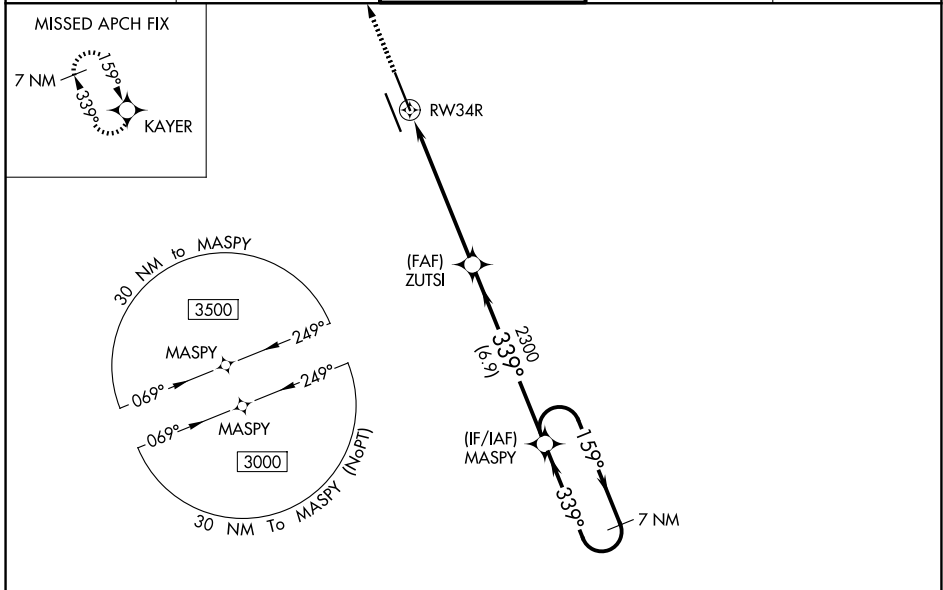 MISSED APCH FIX
7 NM
159°
339°
KAYER
RW34R
(FAF)
ZUTSI
2300
339°
(6.9)
(IF/IAF)
MASPY
159°
339°
7 NM
30 NM to MASPY
3500
MASPY
249°
069°
249°
069°
MASPY
3000
30 NM To MASPY (NoPT)